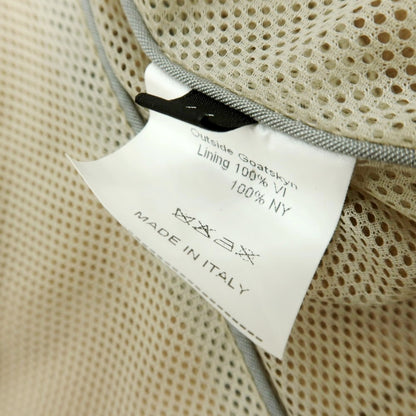 Outside Goatskyn
Lining 100% VI
100% NY
MADE IN ITALY